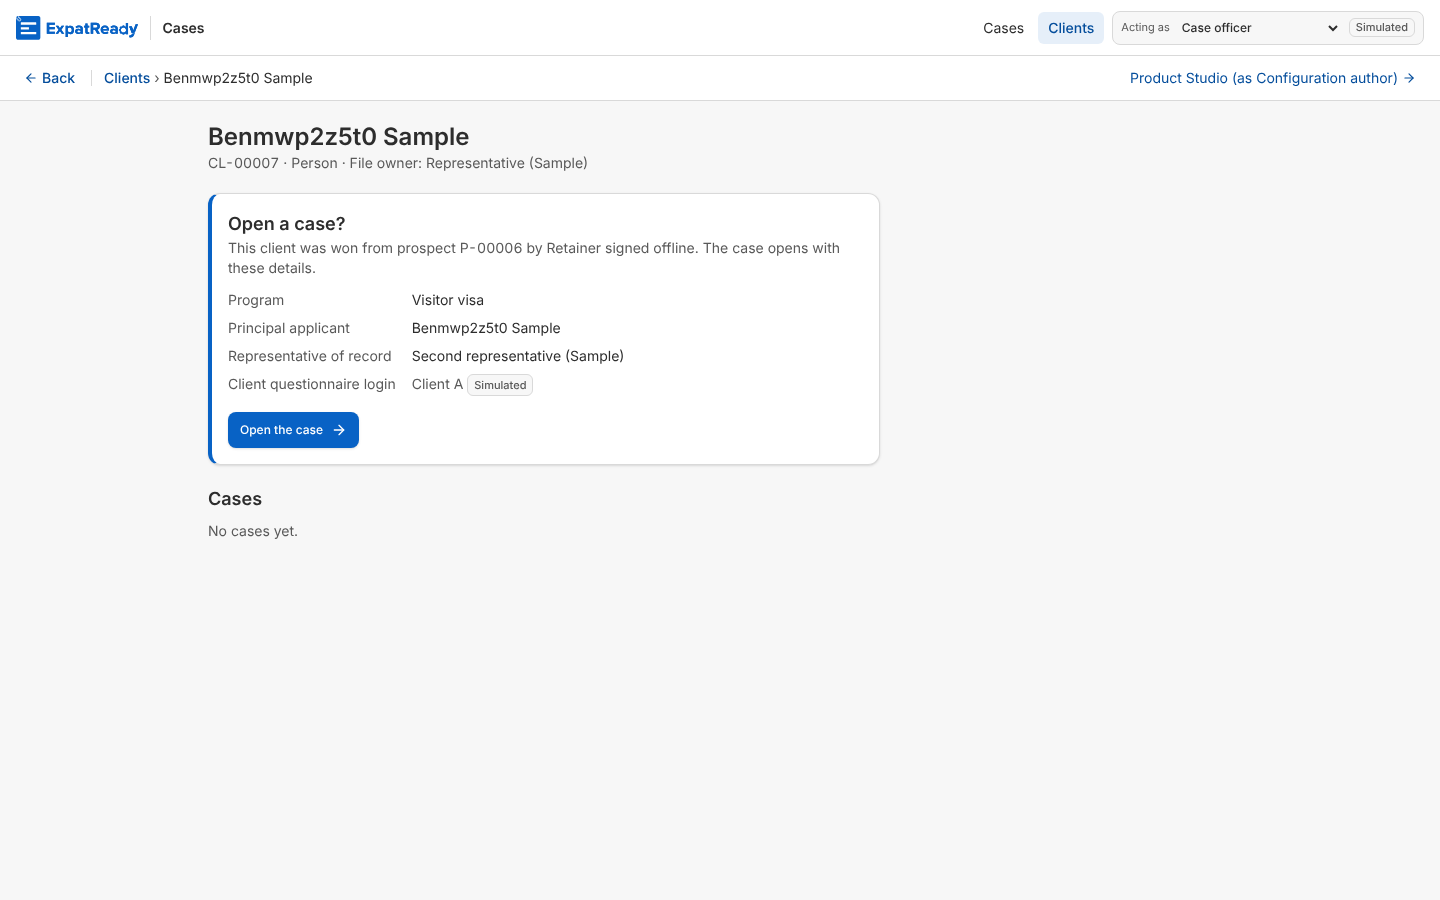 ExpatReady
Cases
Cases
Clients
Acting as
Case officer
Simulated
← Back
Clients › Benmwp2z5t0 Sample
Product Studio (as Configuration author) →
Benmwp2z5t0 Sample
CL-00007 · Person · File owner: Representative (Sample)
Open a case?
This client was won from prospect P-00006 by Retainer signed offline. The case opens with
these details.
Program Visitor visa
Principal applicant Benmwp2z5t0 Sample
Representative of record Second representative (Sample)
Client questionnaire login Client A Simulated
Open the case →
Cases
No cases yet.